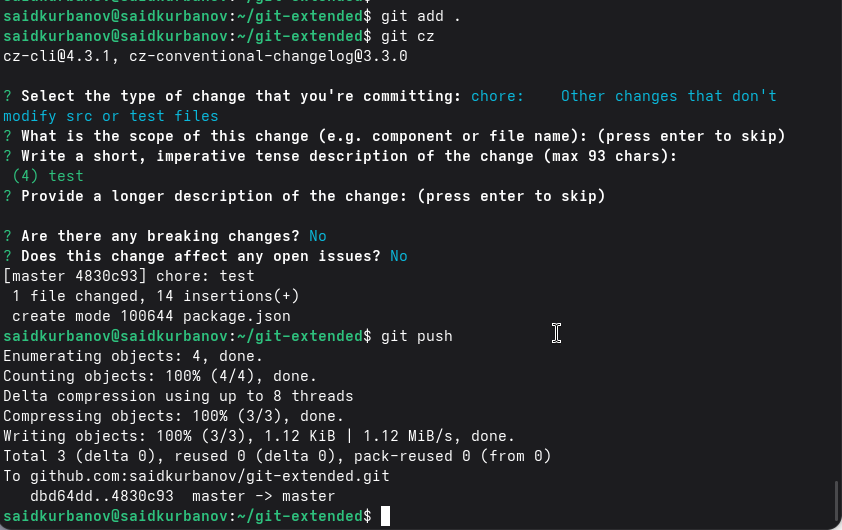 saidkurbanov@saidkurbanov:~/git-extended$ git add .
saidkurbanov@saidkurbanov:~/git-extended$ git cz
cz-cli@4.3.1, cz-conventional-changelog@3.3.0
? Select the type of change that you're committing: chore:    Other changes that don't
modify src or test files
? What is the scope of this change (e.g. component or file name): (press enter to skip)
? Write a short, imperative tense description of the change (max 93 chars):
 (4) test
? Provide a longer description of the change: (press enter to skip)
? Are there any breaking changes? No
? Does this change affect any open issues? No
[master 4830c93] chore: test
 1 file changed, 14 insertions(+)
 create mode 100644 package.json
saidkurbanov@saidkurbanov:~/git-extended$ git push
Enumerating objects: 4, done.
Counting objects: 100% (4/4), done.
Delta compression using up to 8 threads
Compressing objects: 100% (3/3), done.
Writing objects: 100% (3/3), 1.12 KiB | 1.12 MiB/s, done.
Total 3 (delta 0), reused 0 (delta 0), pack-reused 0 (from 0)
To github.com:saidkurbanov/git-extended.git
   dbd64dd..4830c93  master -> master
saidkurbanov@saidkurbanov:~/git-extended$